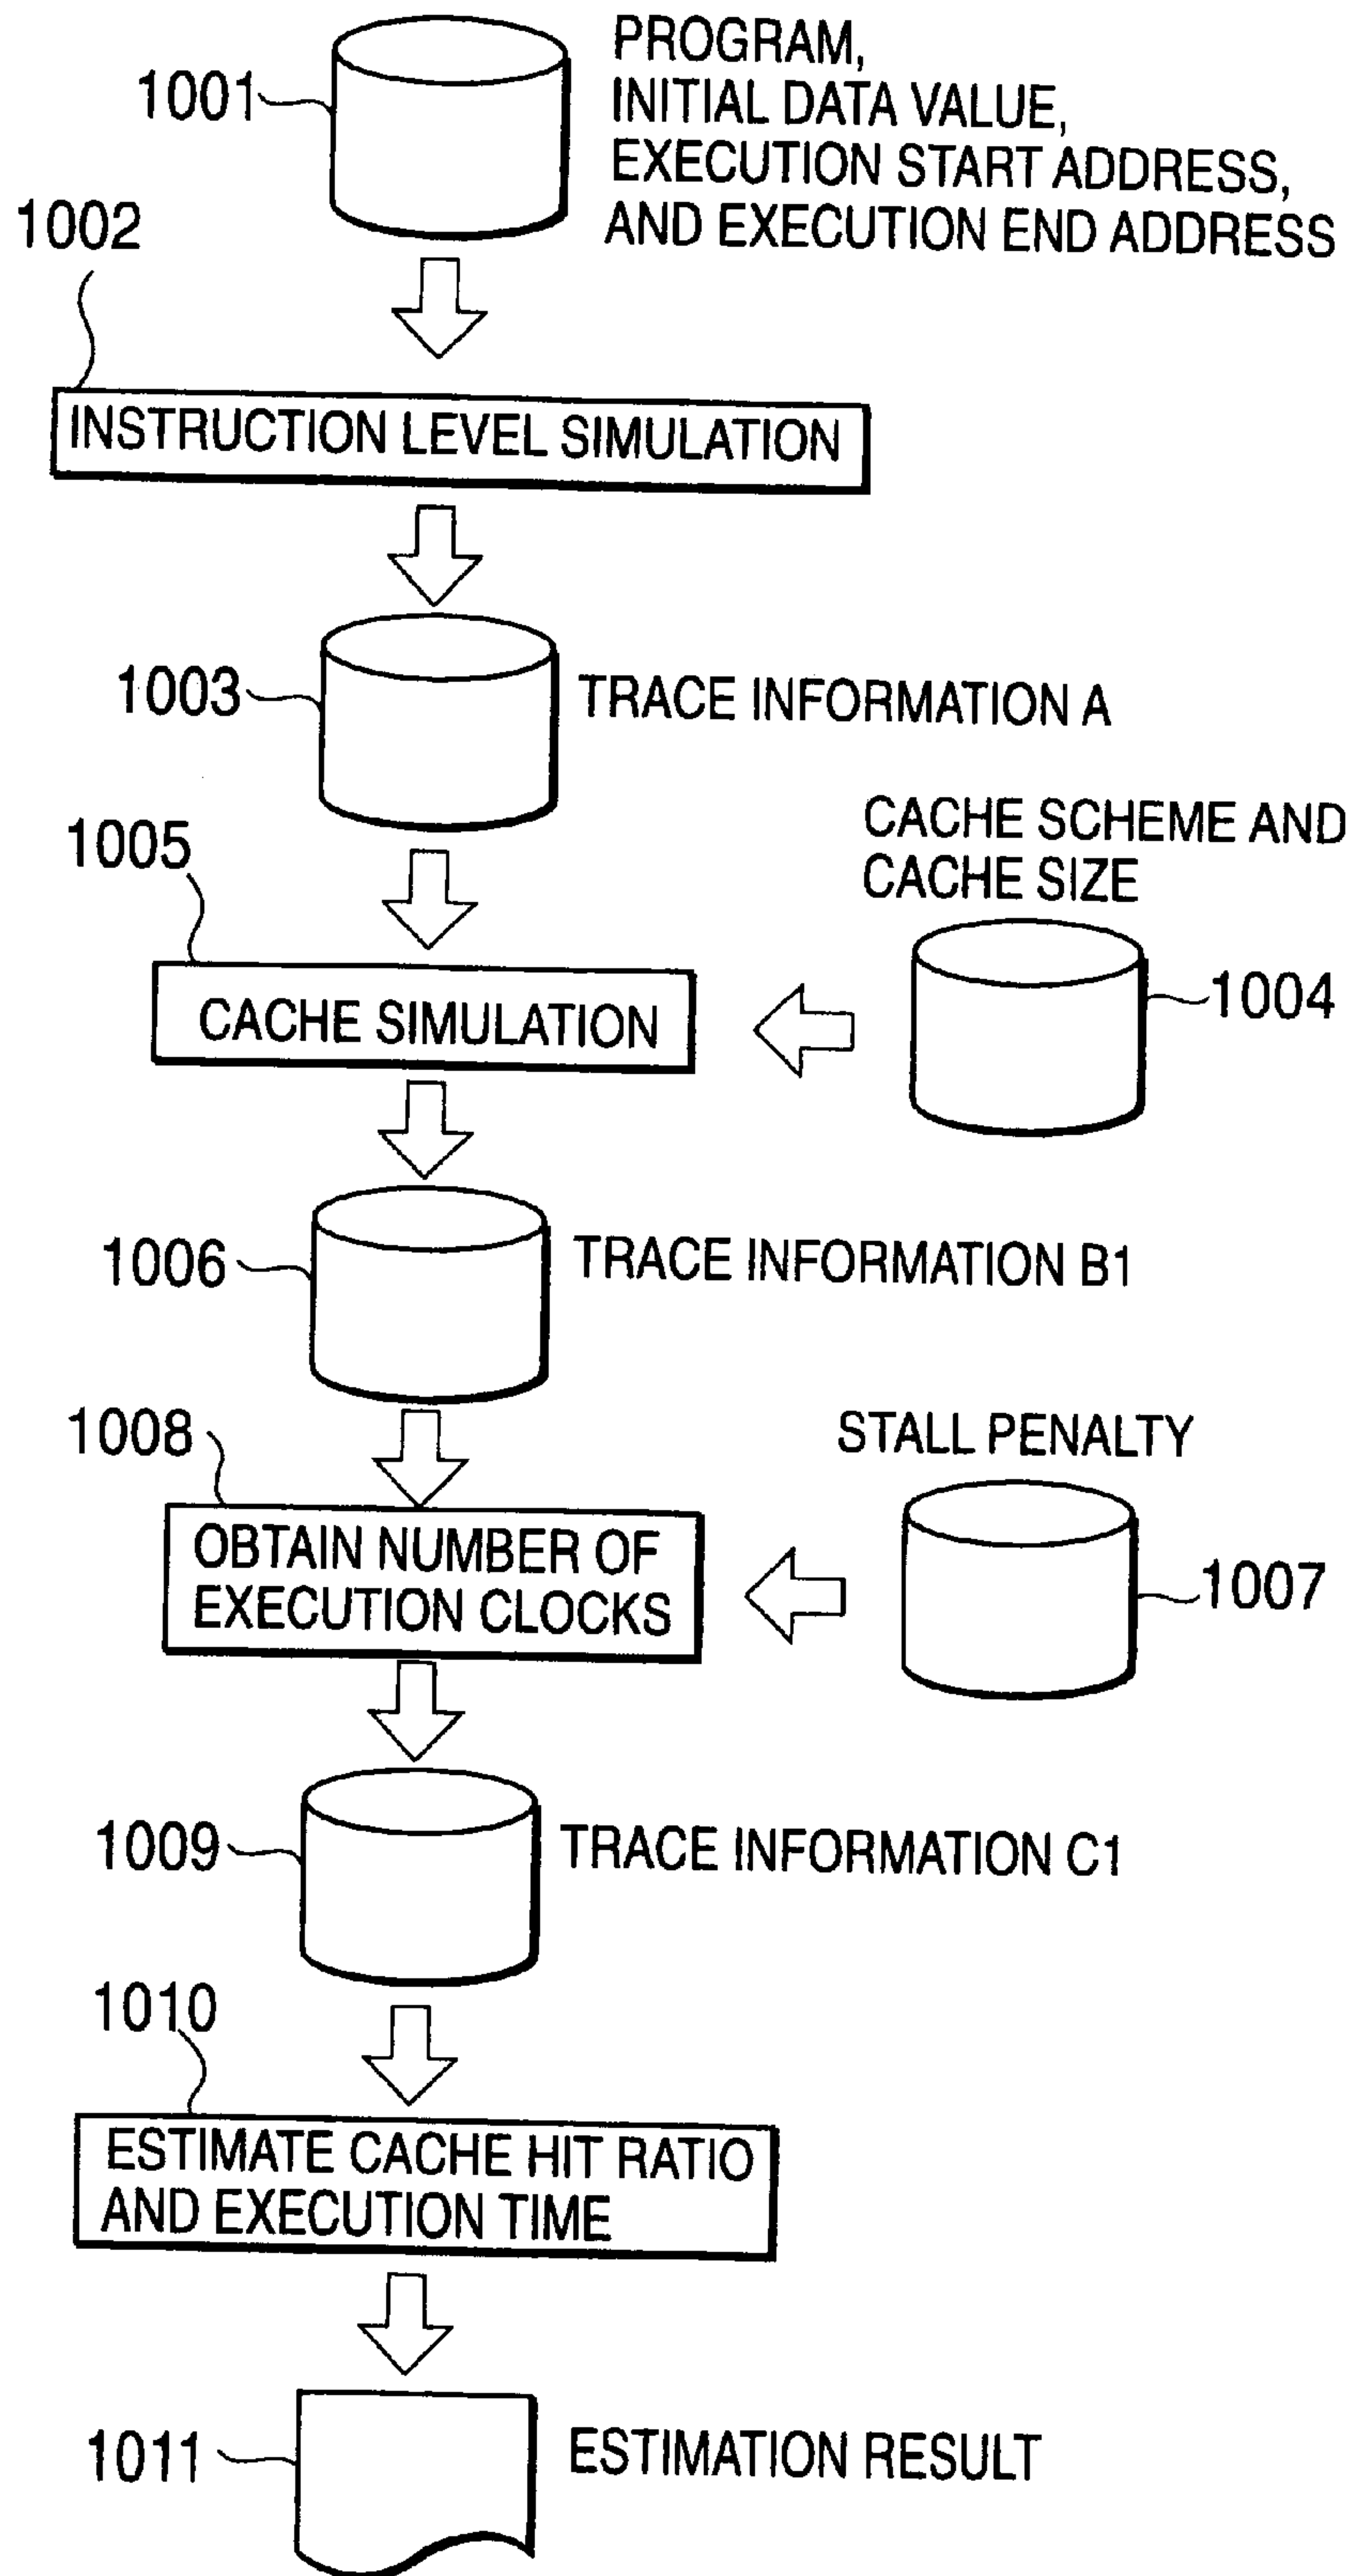 1001
PROGRAM,
INITIAL DATA VALUE,
EXECUTION START ADDRESS,
AND EXECUTION END ADDRESS
1002
INSTRUCTION LEVEL SIMULATION
1003
TRACE INFORMATION A
CACHE SCHEME AND
CACHE SIZE
1005
1004
CACHE SIMULATION
1006
TRACE INFORMATION B1
1008
STALL PENALTY
OBTAIN NUMBER OF
EXECUTION CLOCKS
1007
1009
TRACE INFORMATION C1
1010
ESTIMATE CACHE HIT RATIO
AND EXECUTION TIME
1011
ESTIMATION RESULT